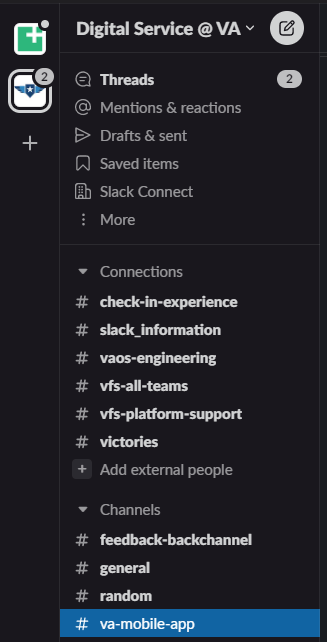 Digital Service @ VA
2
Threads
2
Mentions & reactions
Drafts & sent
Saved items
Slack Connect
More
Connections
# check-in-experience
# slack_information
# vaos-engineering
# vfs-all-teams
# vfs-platform-support
# victories
+ Add external people
Channels
# feedback-backchannel
# general
# random
# va-mobile-app